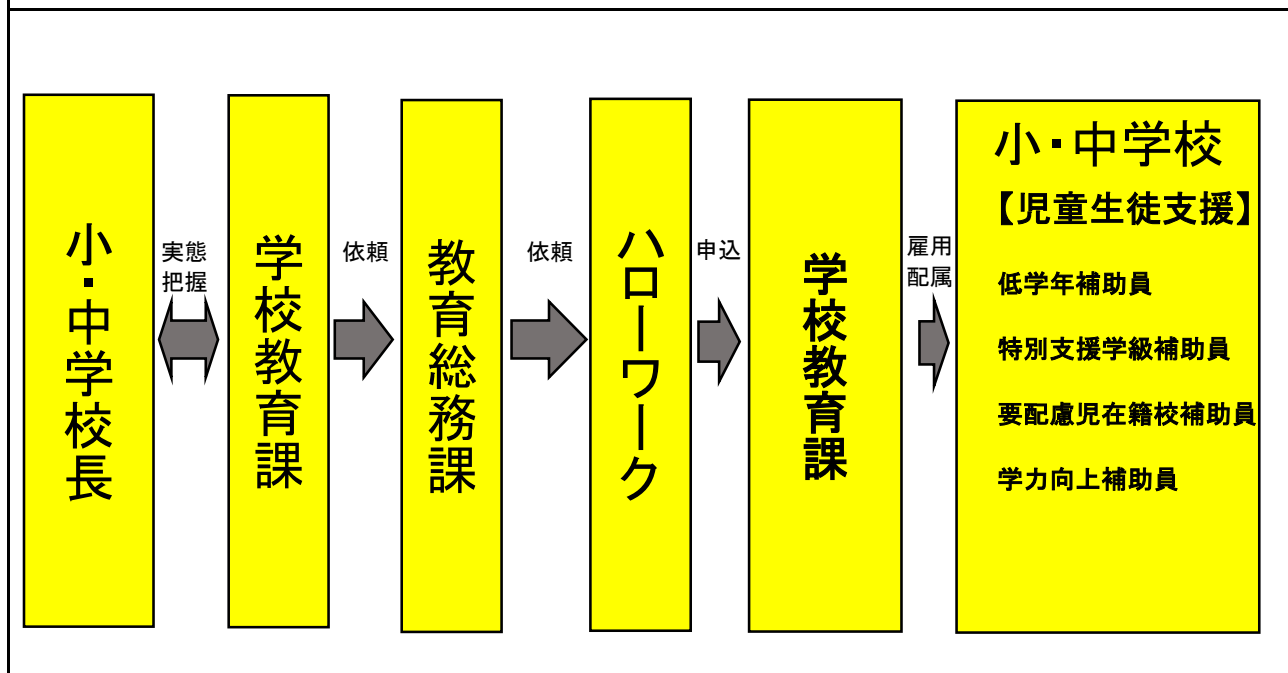 小・中学校長
実態
把握
学校教育課
依頼
教育総務課
依頼
ハローワーク
申込
学校教育課
雇用
配属
小・中学校
【児童生徒支援】
低学年補助員
特別支援学級補助員
要配慮児在籍校補助員
学力向上補助員